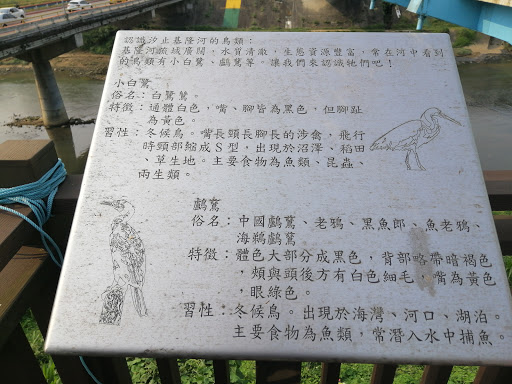 認識汐止基隆河的鳥類：
基隆河流域廣闊，水質清澈，生態資源豐富，常在河中看到
的鳥類有小白鷺、鸕鶿等。讓我們來認識牠們吧！
小白鷺
俗名：白鷺鷥。
特徵：通體白色，嘴、腳皆為黑色，但腳趾
為黃色。
習性：冬候鳥。嘴長頸長腳長的涉禽，飛行
時頸部縮成S型，出現於沼澤、稻田
、草生地。主要食物為魚類、昆蟲、
兩生類。
鸕鶿
俗名：中國鸕鶿、老鴉、黑魚郎、魚老鴉、
海鵜鸕鶿
特徵：體色大部分成黑色，背部略帶暗褐色
，頰與頭後方有白色細毛，嘴為黃色
，眼綠色。
習性：冬候鳥。出現於海灣、河口、湖泊。
主要食物為魚類，常潛入水中捕魚。